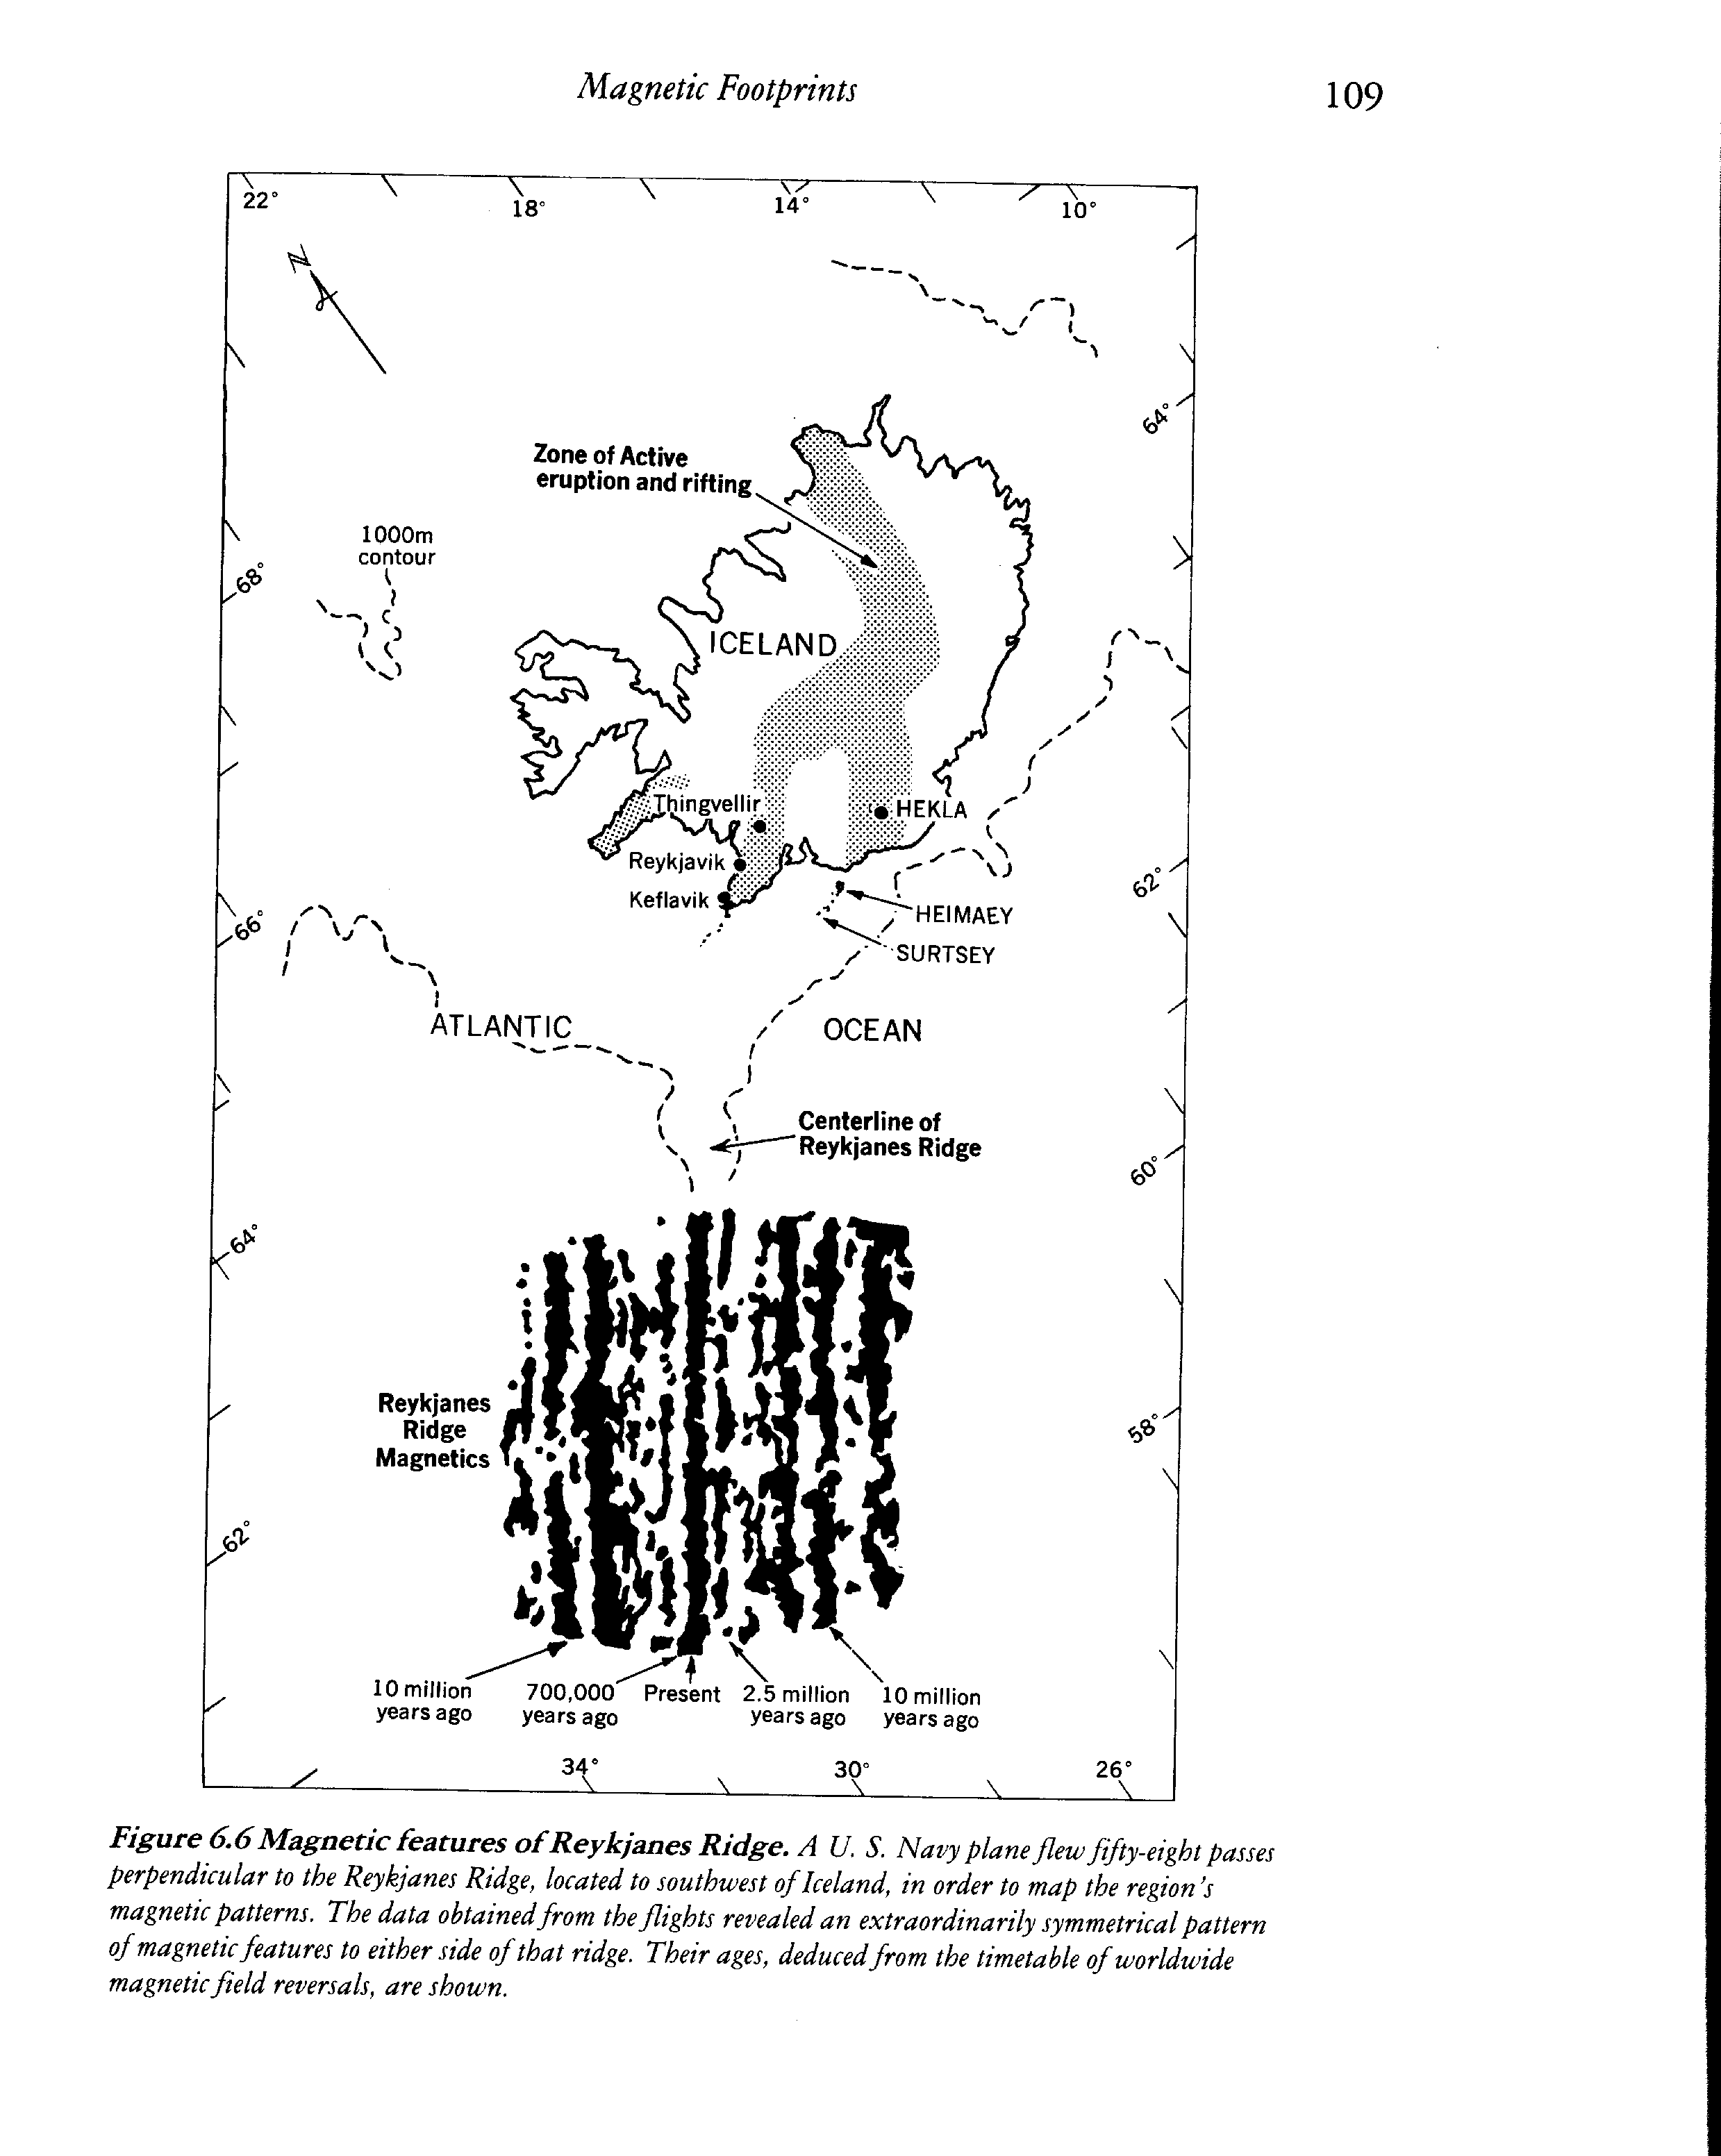 Magnetic Footprints
109
22°
18°
14°
10°
N
64°
Zone of Active
eruption and rifting
1000m
contour
68°
ICELAND
Thingvellir
HEKLA
Reykjavik
62°
Keflavik
66°
HEIMAEY
SURTSEY
ATLANTIC
OCEAN
Centerline of
Reykjanes Ridge
60°
64°
Reykjanes
Ridge
Magnetics
58°
62°
10 million
years ago
700,000
years ago
Present
2.5 million
years ago
10 million
years ago
34°
30°
26°
Figure 6.6 Magnetic features of Reykjanes Ridge. A U. S. Navy plane flew fifty-eight passes
perpendicular to the Reykjanes Ridge, located to southwest of Iceland, in order to map the region's
magnetic patterns. The data obtained from the flights revealed an extraordinarily symmetrical pattern
of magnetic features to either side of that ridge. Their ages, deduced from the timetable of worldwide
magnetic field reversals, are shown.